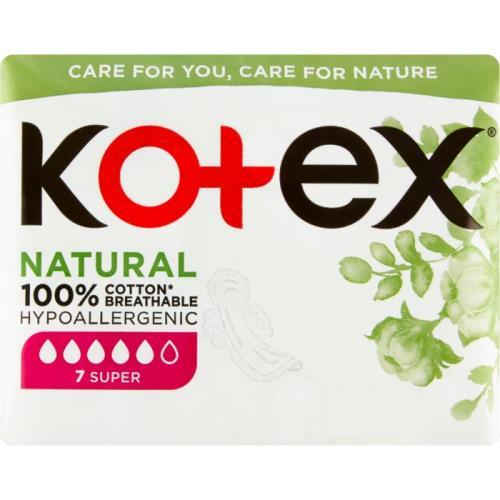 CARE FOR YOU, CARE FOR NATURE
kotex®
NATURAL
100% COTTON*
BREATHABLE
HYPOALLERGENIC
7 SUPER